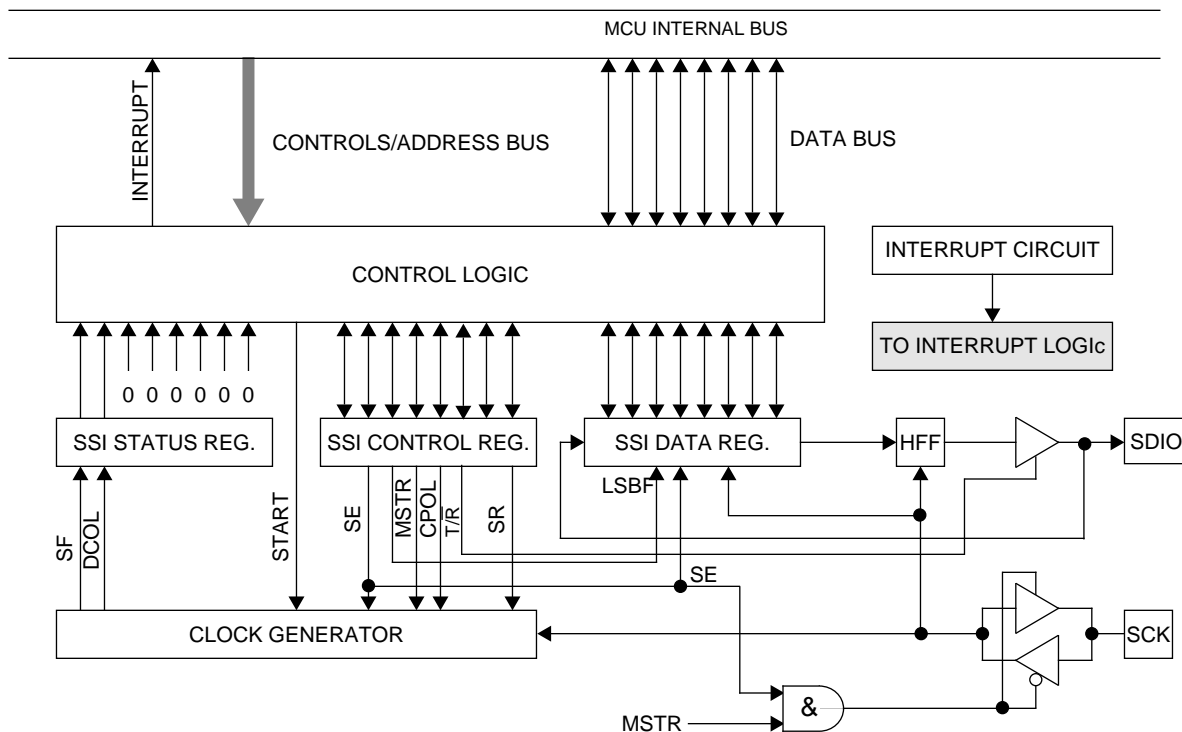 MCU INTERNAL BUS
INTERRUPT
CONTROLS/ADDRESS BUS
DATA BUS
CONTROL LOGIC
INTERRUPT CIRCUIT
TO INTERRUPT LOGIc
0 0 0 0 0 0
SSI STATUS REG.
SSI CONTROL REG.
SSI DATA REG.
HFF
SDIO
LSBF
SF
DCOL
START
SE
MSTR
CPOL
T/R
SR
SE
CLOCK GENERATOR
SCK
&
MSTR